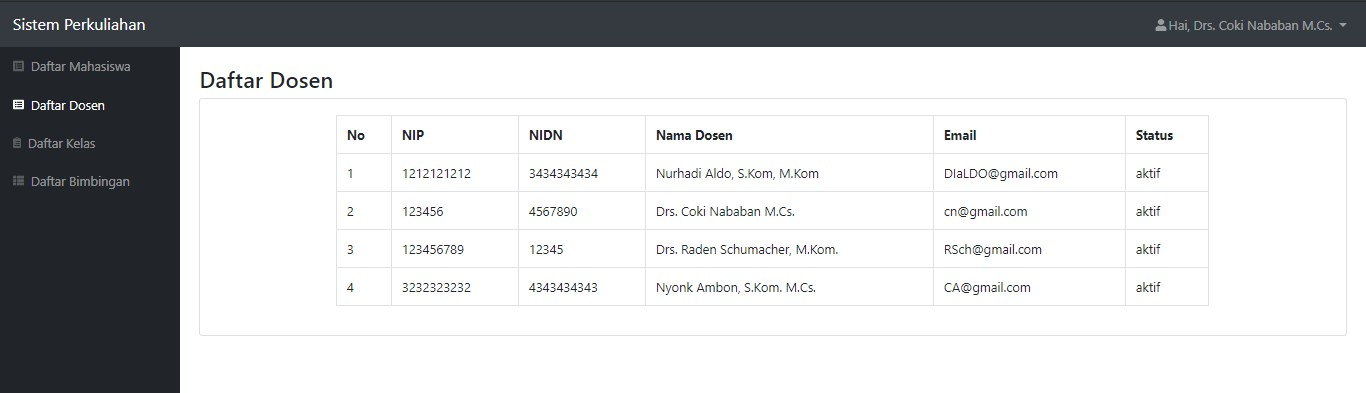 Sistem Perkuliahan
Hai, Drs. Coki Nababan M.Cs.
Daftar Mahasiswa
Daftar Dosen
Daftar Kelas
Daftar Bimbingan
Daftar Dosen
No NIP NIDN Nama Dosen Email Status
1 1212121212 3434343434 Nurhadi Aldo, S.Kom, M.Kom DIaLDO@gmail.com aktif
2 123456 4567890 Drs. Coki Nababan M.Cs. cn@gmail.com aktif
3 123456789 12345 Drs. Raden Schumacher, M.Kom. RSch@gmail.com aktif
4 3232323232 4343434343 Nyonk Ambon, S.Kom. M.Cs. CA@gmail.com aktif